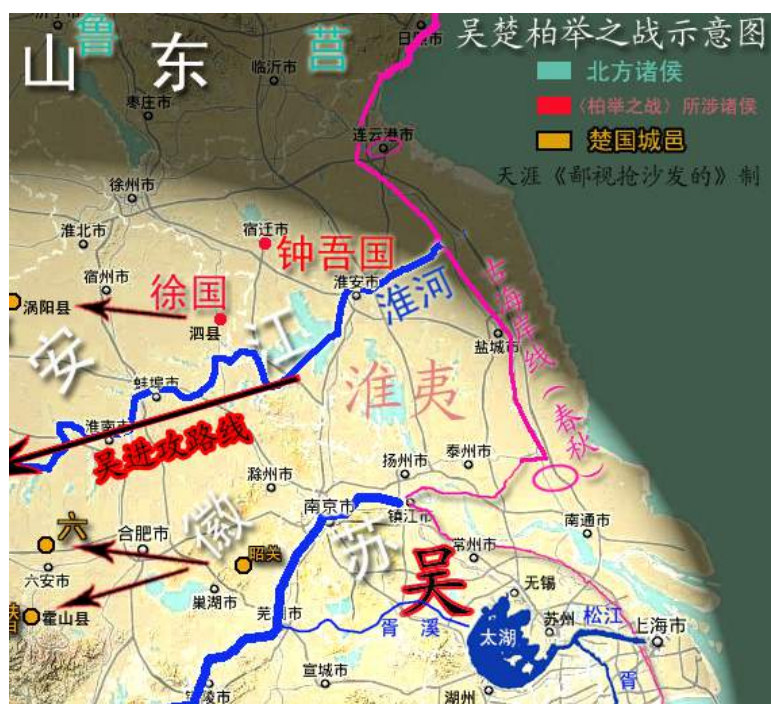 吴楚柏举之战示意图
鲁
莒
日照市
山 东
临沂市
北方诸侯
枣庄市
〈柏举之战〉所涉诸侯
连云港市
楚国城邑
天涯《鄙视抢沙发的》制
徐州市
淮北市
宿迁市
钟吾国
宿州市
淮安市
淮河
古海岸线（春秋）
徐国
涡阳县
泗县
江
盐城市
安
蚌埠市
淮夷
淮南市
吴进攻路线
扬州市
泰州市
滁州市
南京市
镇江市
徽
苏
南通市
六
合肥市
昭关
常州市
吴
六安市
无锡
巢湖市
霍山县
芜湖市
胥溪
太湖
苏州
松江
上海市
宣城市
胥
铜陵市
湖州